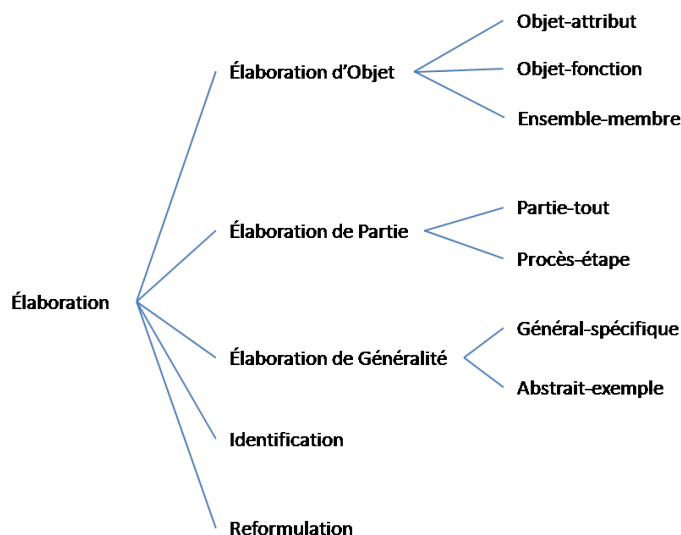 Objet-attribut
Élaboration d'Objet
Objet-fonction
Ensemble-membre
Partie-tout
Élaboration de Partie
Procès-étape
Élaboration
Général-spécifique
Élaboration de Généralité
Abstrait-exemple
Identification
Reformulation